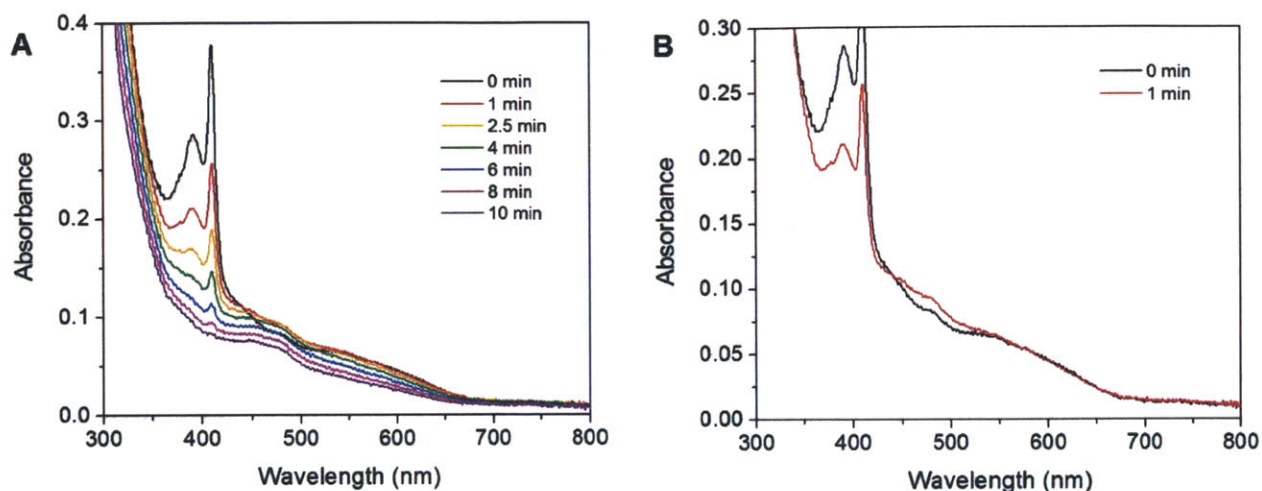 A
0.4
0.3
0.2
0.1
0.0
Absorbance
0 min
1 min
2.5 min
4 min
6 min
8 min
10 min
300 400 500 600 700 800
Wavelength (nm)
B
0.30
0.25
0.20
0.15
0.10
0.05
0.00
Absorbance
0 min
1 min
300 400 500 600 700 800
Wavelength (nm)